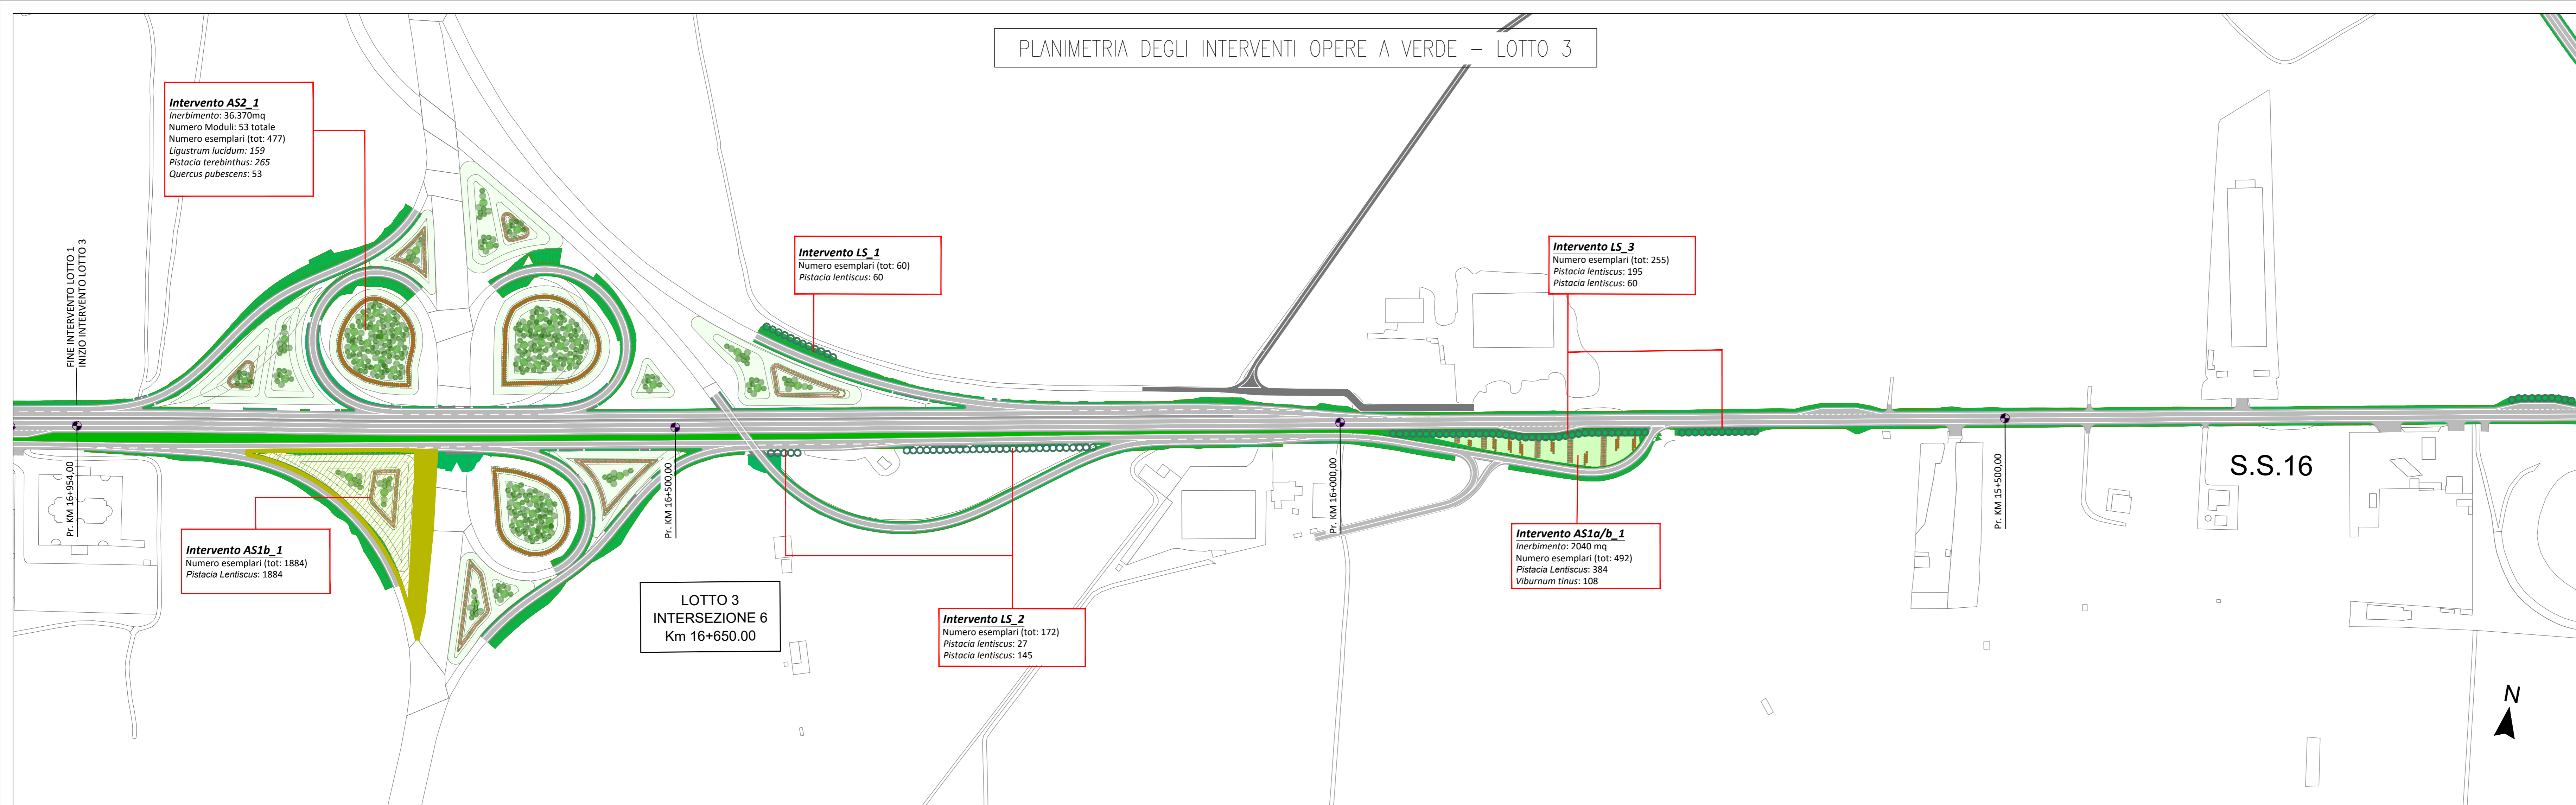 PLANIMETRIA DEGLI INTERVENTI OPERE A VERDE – LOTTO 3
Intervento AS2_1
Inerbimento: 36.370mq
Numero Moduli: 53 totale
Numero esemplari (tot: 477)
Ligustrum lucidum: 159
Pistacia terebinthus: 265
Quercus pubescens: 53
FINE INTERVENTO LOTTO 1
INIZIO INTERVENTO LOTTO 3
Intervento LS_1
Numero esemplari (tot: 60)
Pistacia lentiscus: 60
Intervento LS_3
Numero esemplari (tot: 255)
Pistacia lentiscus: 195
Pistacia lentiscus: 60
Pr. KM 16+954,00
Pr. KM 16+500,00
Pr. KM 16+000,00
Pr. KM 15+500,00
S.S.16
Intervento AS1b_1
Numero esemplari (tot: 1884)
Pistacia Lentiscus: 1884
Intervento AS1a/b_1
Inerbimento: 2040 mq
Numero esemplari (tot: 492)
Pistacia Lentiscus: 384
Viburnum tinus: 108
LOTTO 3
INTERSEZIONE 6
Km 16+650.00
Intervento LS_2
Numero esemplari (tot: 172)
Pistacia lentiscus: 27
Pistacia lentiscus: 145
N